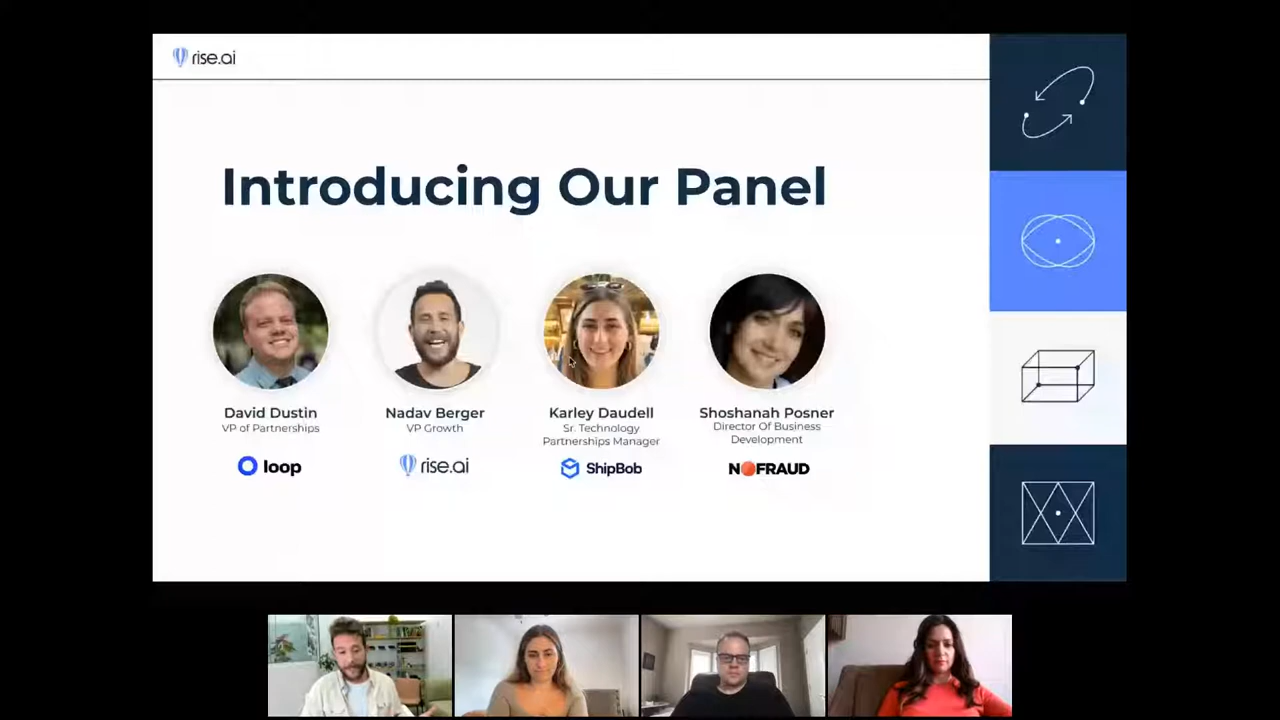 rise.ai
Introducing Our Panel
David Dustin
VP of Partnerships
loop
Nadav Berger
VP Growth
rise.ai
Karley Daudell
Sr. Technology
Partnerships Manager
ShipBob
Shoshanah Posner
Director Of Business
Development
NOFRAUD